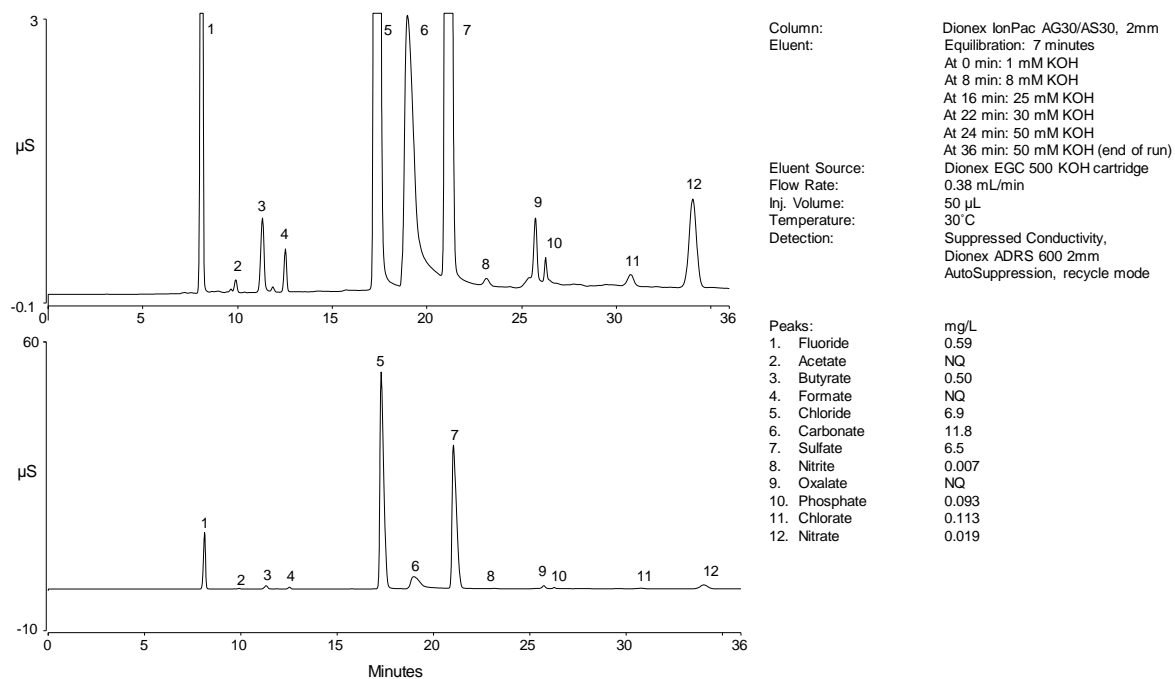 3
µS
-0.1
1
2
3
4
5
6
7
8
9
10
11
12
0 5 10 15 20 25 30 36
60
µS
-10
1
2
3
4
5
6
7
8
9
10
11
12
0 5 10 15 20 25 30 36
Minutes
Column: Dionex IonPac AG30/AS30, 2mm
Eluent: Equilibration: 7 minutes
At 0 min: 1 mM KOH
At 8 min: 8 mM KOH
At 16 min: 25 mM KOH
At 22 min: 30 mM KOH
At 24 min: 50 mM KOH
At 36 min: 50 mM KOH (end of run)
Eluent Source: Dionex EGC 500 KOH cartridge
Flow Rate: 0.38 mL/min
Inj. Volume: 50 µL
Temperature: 30˚C
Detection: Suppressed Conductivity,
Dionex ADRS 600 2mm
AutoSuppression, recycle mode
Peaks: mg/L
1. Fluoride 0.59
2. Acetate NQ
3. Butyrate 0.50
4. Formate NQ
5. Chloride 6.9
6. Carbonate 11.8
7. Sulfate 6.5
8. Nitrite 0.007
9. Oxalate NQ
10. Phosphate 0.093
11. Chlorate 0.113
12. Nitrate 0.019